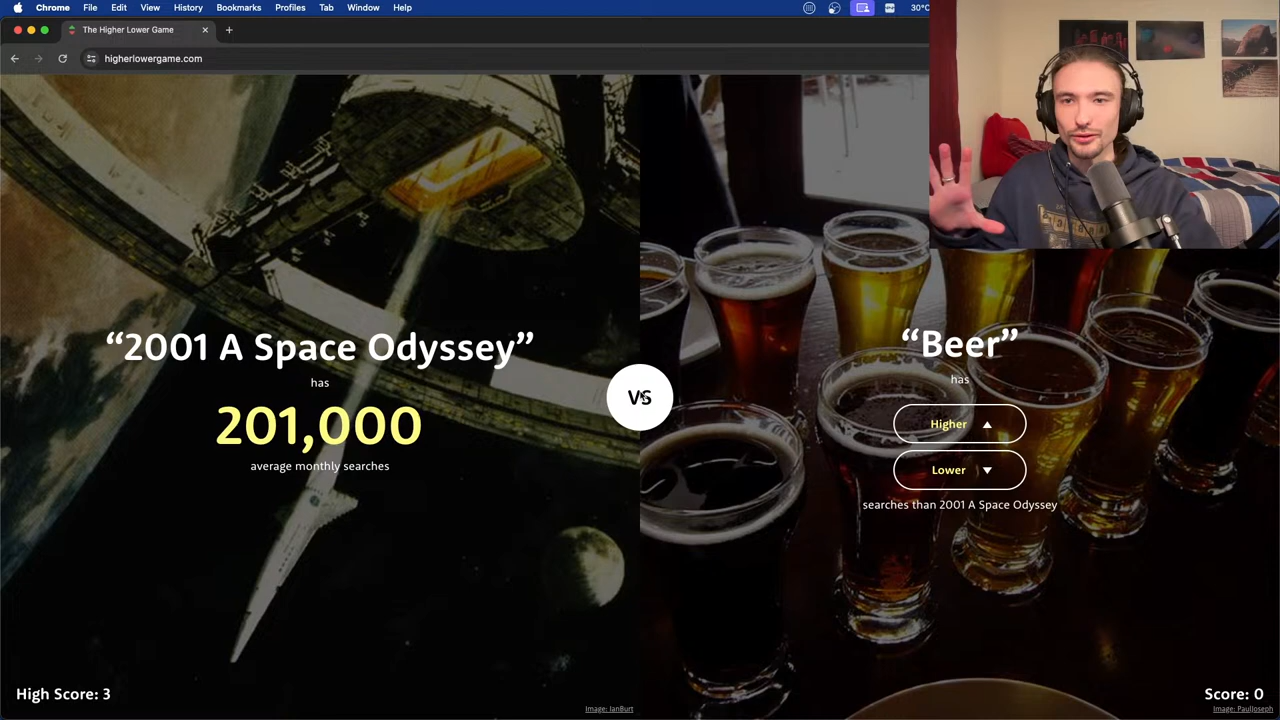 Chrome File Edit View History Bookmarks Profiles Tab Window Help 30°C
The Higher Lower Game
higherlowergame.com
“2001 A Space Odyssey”
has
201,000
average monthly searches
VS
“Beer”
has
Higher
Lower
searches than 2001 A Space Odyssey
High Score: 3
Image: IanBurt
Score: 0
Image: PaulJoseph